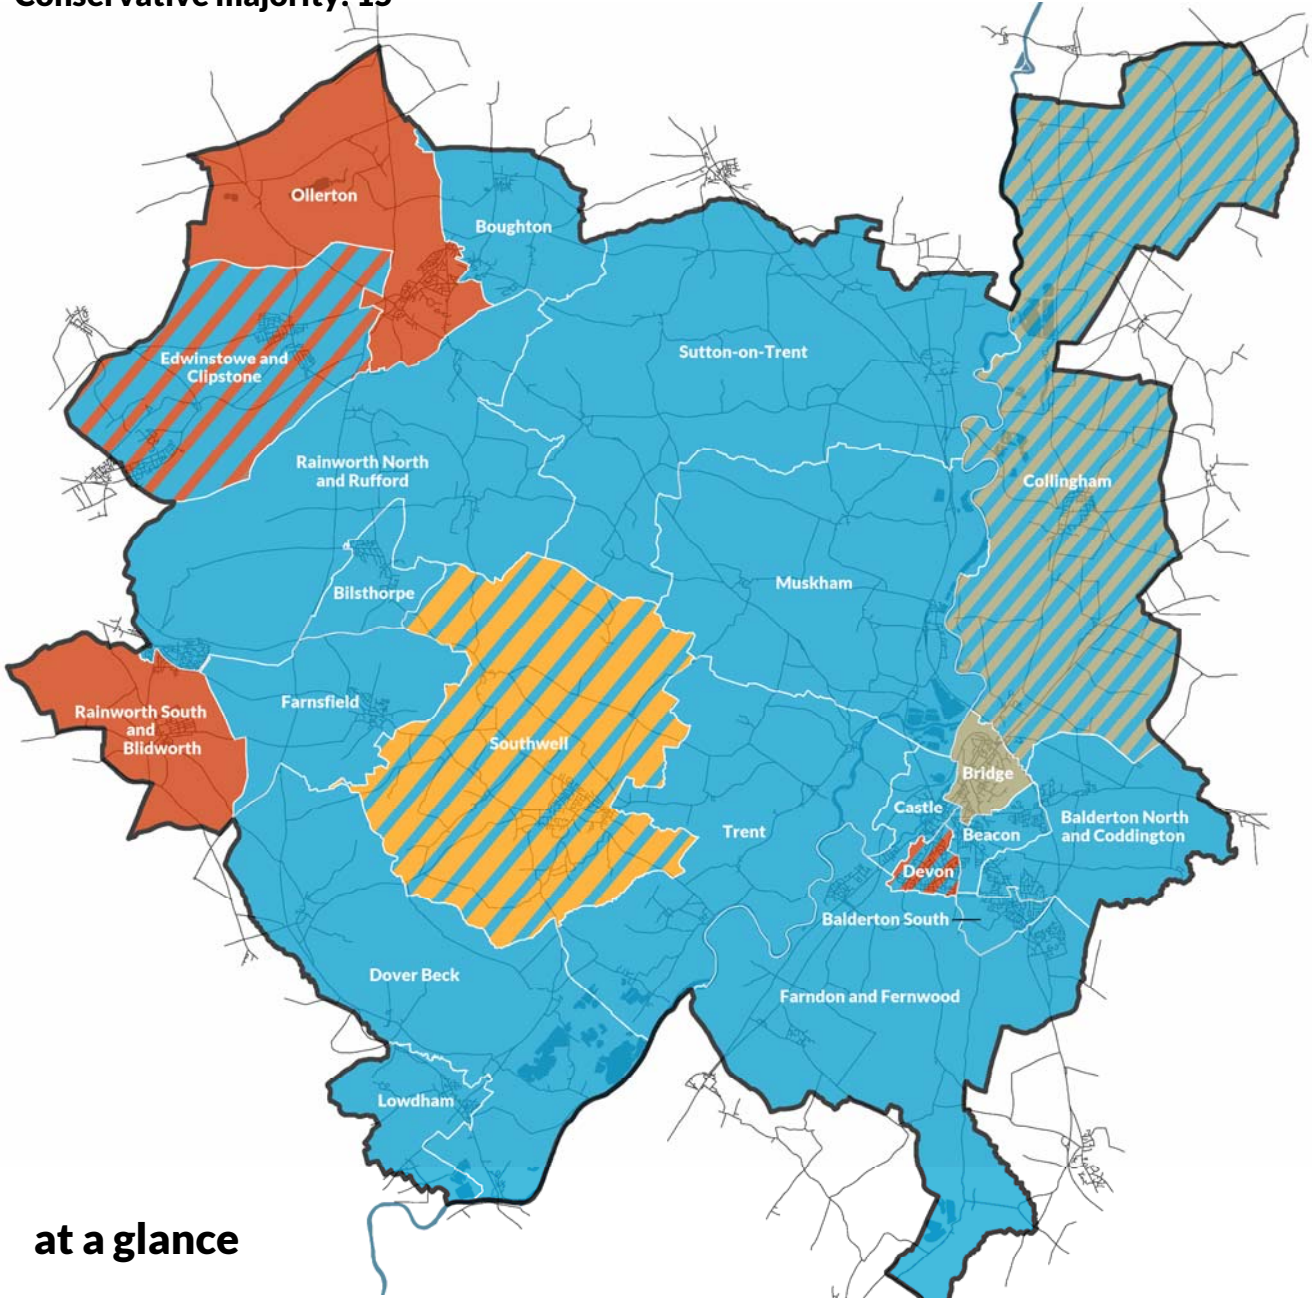 Conservative majority: 15
Ollerton
Boughton
Edwinstowe and
Clipstone
Sutton-on-Trent
Rainworth North
and Rufford
Collingham
Bilsthorpe
Muskham
Farnsfield
Rainworth South
and
Blidworth
Southwell
Bridge
Castle
Trent
Beacon
Balderton North
and Coddington
Devon
Balderton South
Dover Beck
Farndon and Fernwood
Lowdham
at a glance